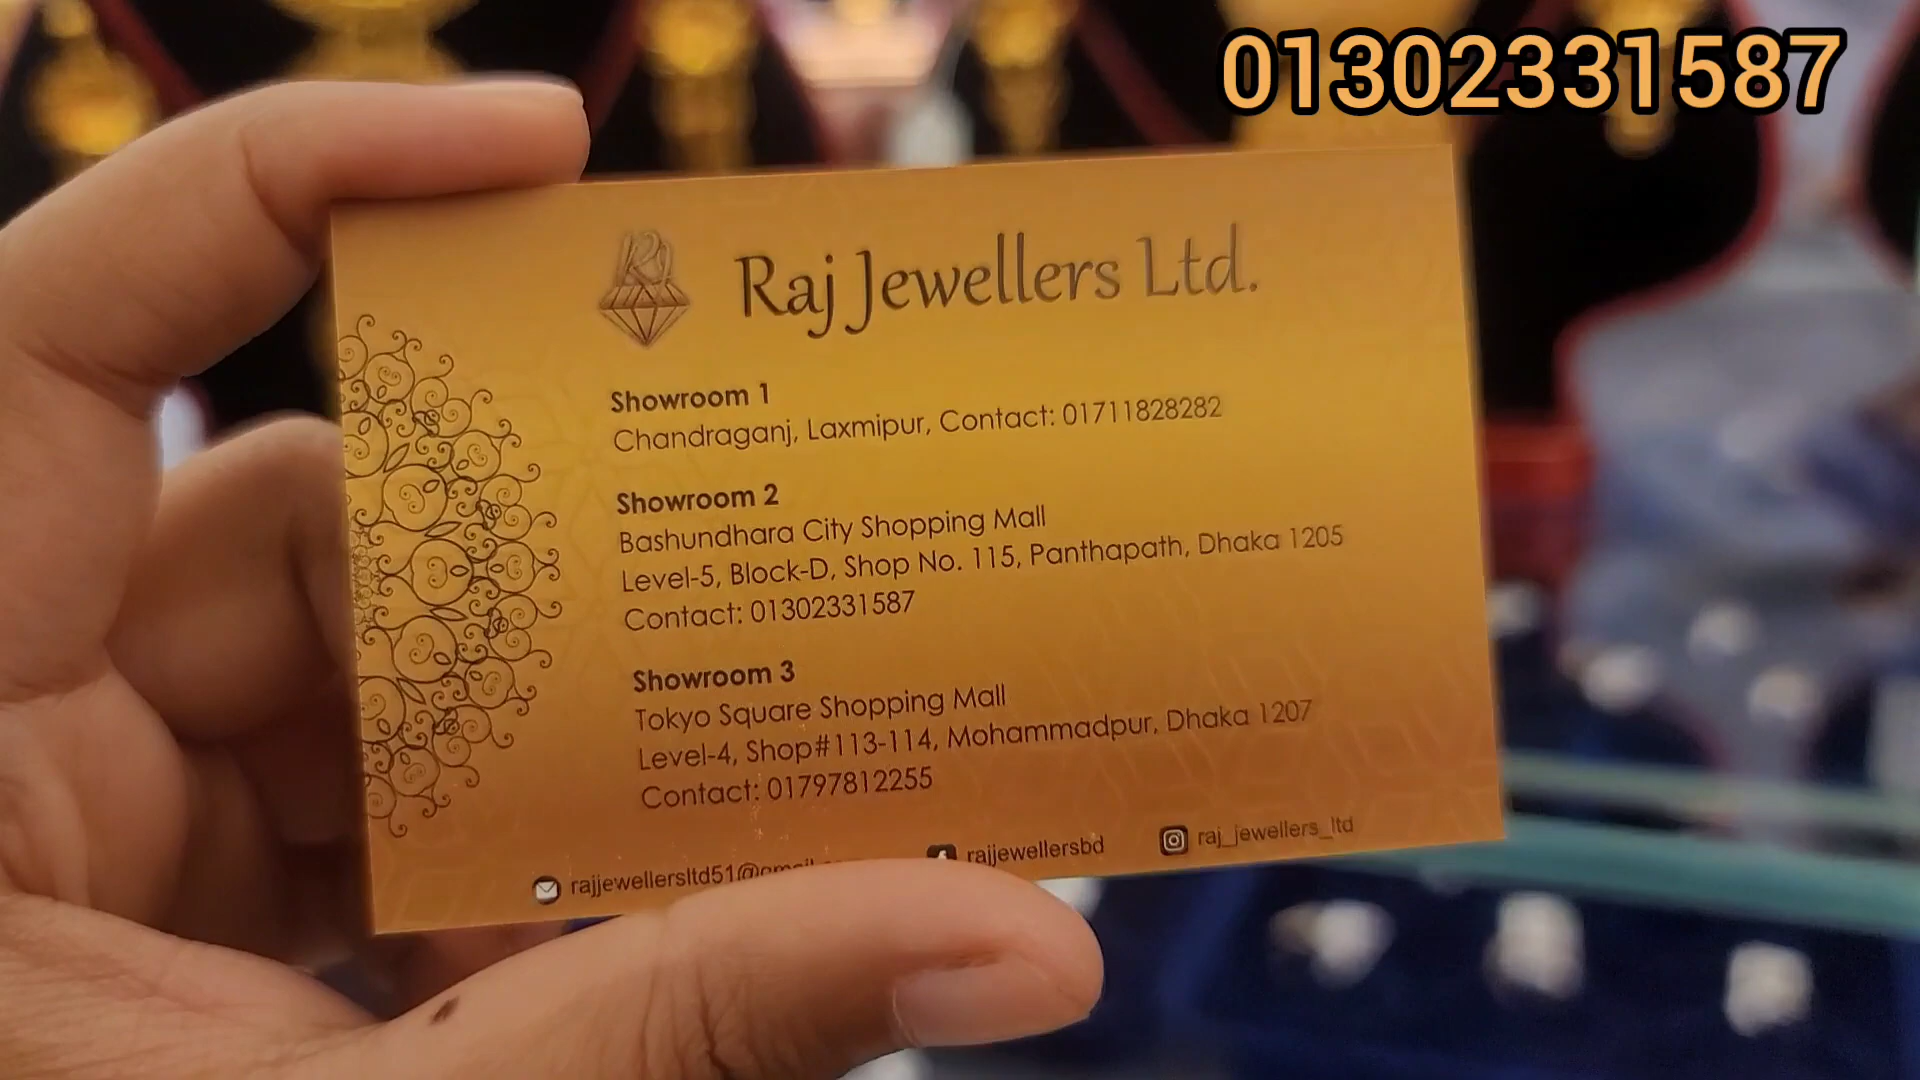 01302331587
RJ
Raj Jewellers Ltd.
Showroom 1
Chandraganj, Laxmipur, Contact: 01711828282
Showroom 2
Bashundhara City Shopping Mall
Level-5, Block-D, Shop No. 115, Panthapath, Dhaka 1205
Contact: 01302331587
Showroom 3
Tokyo Square Shopping Mall
Level-4, Shop#113-114, Mohammadpur, Dhaka 1207
Contact: 01797812255
rajjewellersbd
raj_jewellers_ltd